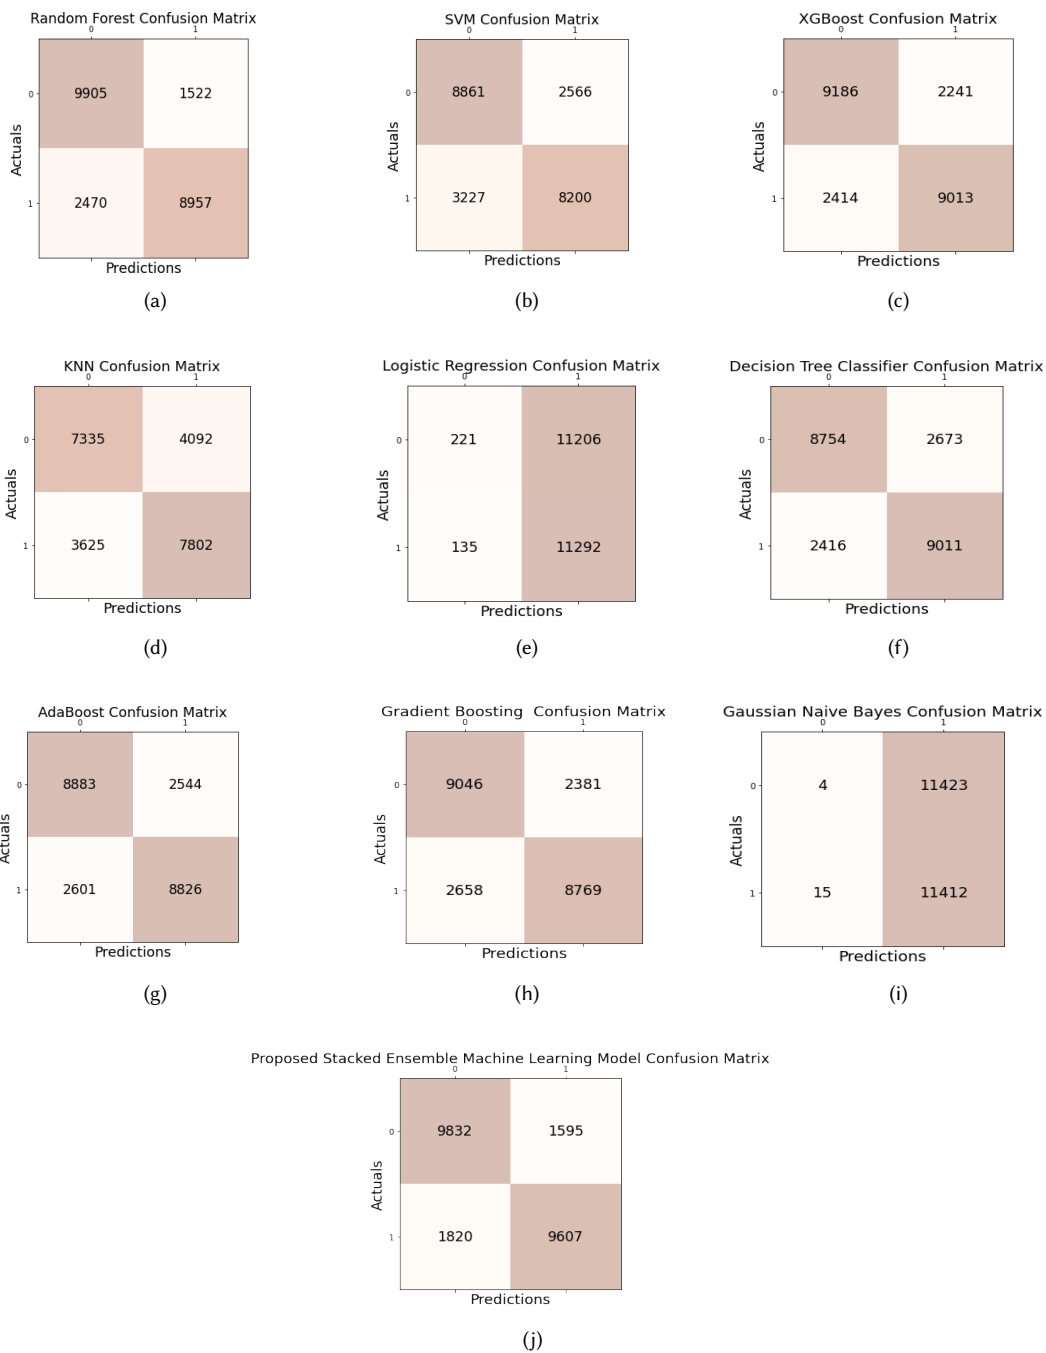 Random Forest Confusion Matrix
0 1
0 9905 1522
Actuals
1 2470 8957
Predictions
(a)
SVM Confusion Matrix
0 1
0 8861 2566
Actuals
1 3227 8200
Predictions
(b)
XGBoost Confusion Matrix
0 1
0 9186 2241
Actuals
1 2414 9013
Predictions
(c)
KNN Confusion Matrix
0 1
0 7335 4092
Actuals
1 3625 7802
Predictions
(d)
Logistic Regression Confusion Matrix
0 1
0 221 11206
Actuals
1 135 11292
Predictions
(e)
Decision Tree Classifier Confusion Matrix
0 1
0 8754 2673
Actuals
1 2416 9011
Predictions
(f)
AdaBoost Confusion Matrix
0 1
0 8883 2544
Actuals
1 2601 8826
Predictions
(g)
Gradient Boosting Confusion Matrix
0 1
0 9046 2381
Actuals
1 2658 8769
Predictions
(h)
Gaussian Naive Bayes Confusion Matrix
0 1
0 4 11423
Actuals
1 15 11412
Predictions
(i)
Proposed Stacked Ensemble Machine Learning Model Confusion Matrix
0 1
0 9832 1595
Actuals
1 1820 9607
Predictions
(j)